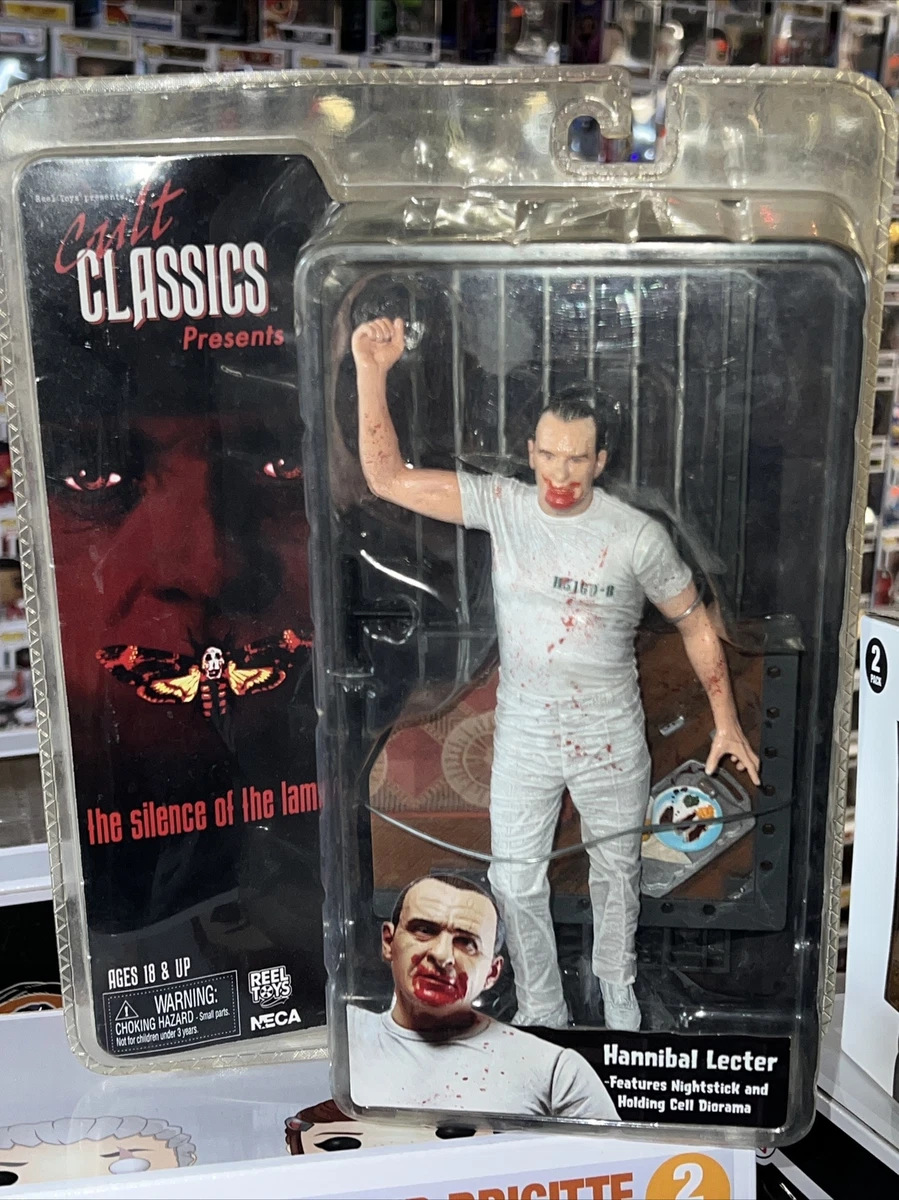 Reel Toys presents
Cult
CLASSICS
Presents
the silence of the lam
AGES 18 & UP
WARNING:
CHOKING HAZARD - Small parts.
Not for children under 3 years.
REEL
TOYS
NECA
Hannibal Lecter
-Features Nightstick and
Holding Cell Diorama
2
PACK
BRIGITTE
2